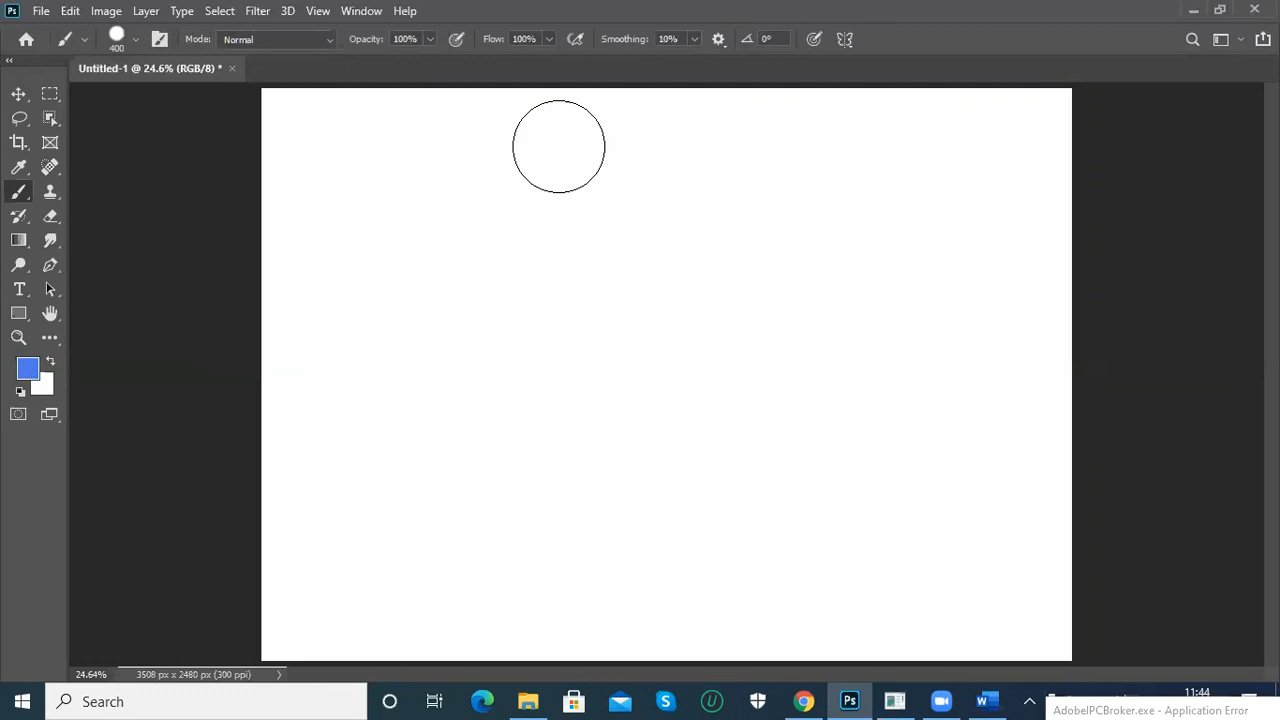 Ps File Edit Image Layer Type Select Filter 3D View Window Help
400 Mode: Normal Opacity: 100% Flow: 100% Smoothing: 10% 0°
Untitled-1 @ 24.6% (RGB/8) * ×
T
24.64% 3508 px x 2480 px (300 ppi)
Search U S Ps W 11:44
AdobelPCBroker.exe - Application Error